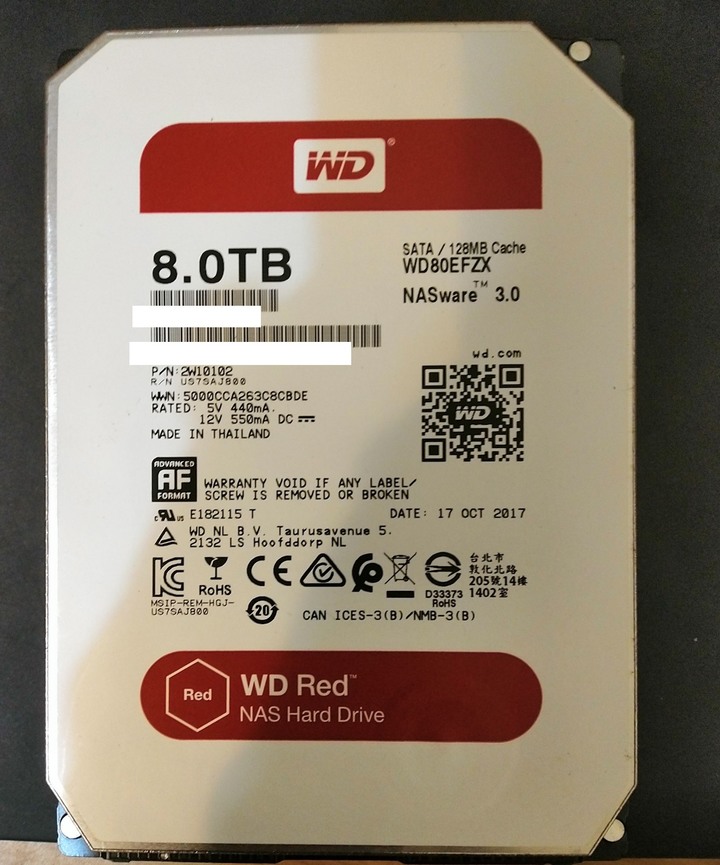 WD®
8.0TB
SATA / 128MB Cache
WD80EFZX
NASware™ 3.0
P/N:2W10102
R/N US7SAJ800
WWN:5000CCA263C8CBDE
RATED: 5V 440mA.
12V 550mA DC
MADE IN THAILAND
wd.com
WD
ADVANCED
AF
FORMAT
WARRANTY VOID IF ANY LABEL/
SCREW IS REMOVED OR BROKEN
c RU us E182115 T
DATE: 17 OCT 2017
WD NL B.V. Taurusavenue 5.
2132 LS Hoofddorp NL
RoHS
CE
MSIP-REM-HGJ-
US7SAJ800
20
D33373
RoHS
台北市
敦化北路
205號14樓
1402室
CAN ICES-3(B)/NMB-3(B)
Red
WD Red™
NAS Hard Drive